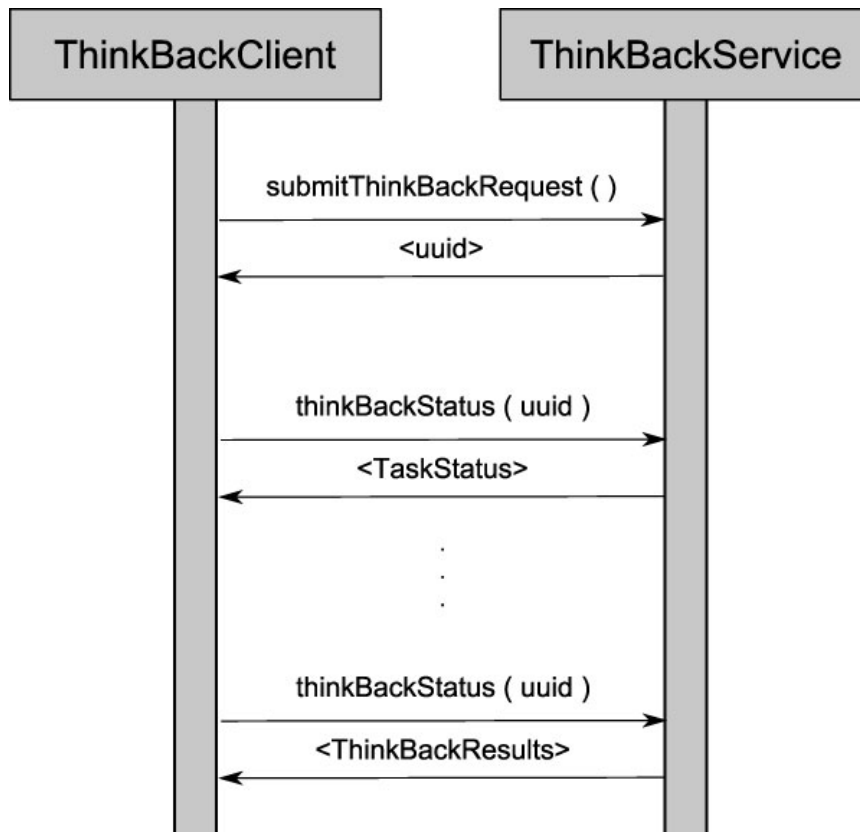 ThinkBackClient
ThinkBackService
submitThinkBackRequest ( )
<uuid>
thinkBackStatus ( uuid )
<TaskStatus>
.
.
.
thinkBackStatus ( uuid )
<ThinkBackResults>